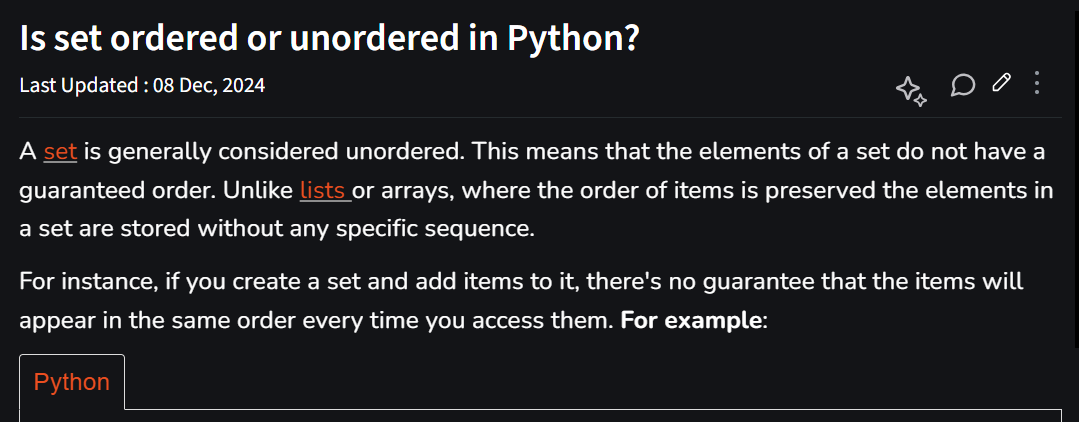 Is set ordered or unordered in Python?
Last Updated : 08 Dec, 2024
A set is generally considered unordered. This means that the elements of a set do not have a
guaranteed order. Unlike lists or arrays, where the order of items is preserved the elements in
a set are stored without any specific sequence.
For instance, if you create a set and add items to it, there's no guarantee that the items will
appear in the same order every time you access them. For example:
Python